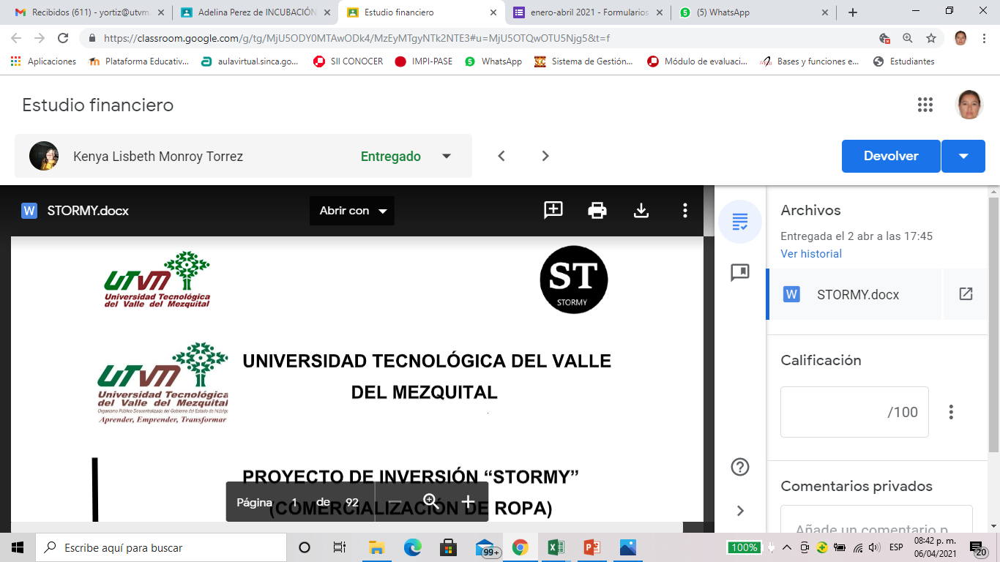 Recibidos (611) - yortiz@utvm.
Adelina Perez de INCUBACIÓN
Estudio financiero
enero-abril 2021 - Formularios
(5) WhatsApp
https://classroom.google.com/g/tg/MjU5ODY0MTAwODk4/MzEyMTgyNTk2NTE3#u=MjU5OTQwOTU5Njg5&t=f
Aplicaciones
Plataforma Educativ...
aulavirtual.sinca.go...
SII CONOCER
IMPI-PASE
WhatsApp
Sistema de Gestión...
Módulo de evaluaci...
Bases y funciones e...
Estudiantes
Estudio financiero
Kenya Lisbeth Monroy Torrez
Entregado
Devolver
W STORMY.docx
Abrir con
UTVM
Universidad Tecnológica
del Valle del Mezquital
ST
STORMY
UTVM
Universidad Tecnológica
del Valle del Mezquital
Organismo Público Descentralizado del Gobierno del Estado de Hidalgo
Aprender, Emprender, Transformar
UNIVERSIDAD TECNOLÓGICA DEL VALLE
DEL MEZQUITAL
PROYECTO DE INVERSIÓN “STORMY”
(COMERCIALIZACIÓN DE ROPA)
Página 1 de 92
Archivos
Entregada el 2 abr a las 17:45
Ver historial
W STORMY.docx
Calificación
/100
Comentarios privados
Añade un comentario p
Escribe aquí para buscar
99+
100%
ESP
08:42 p. m.
06/04/2021
20